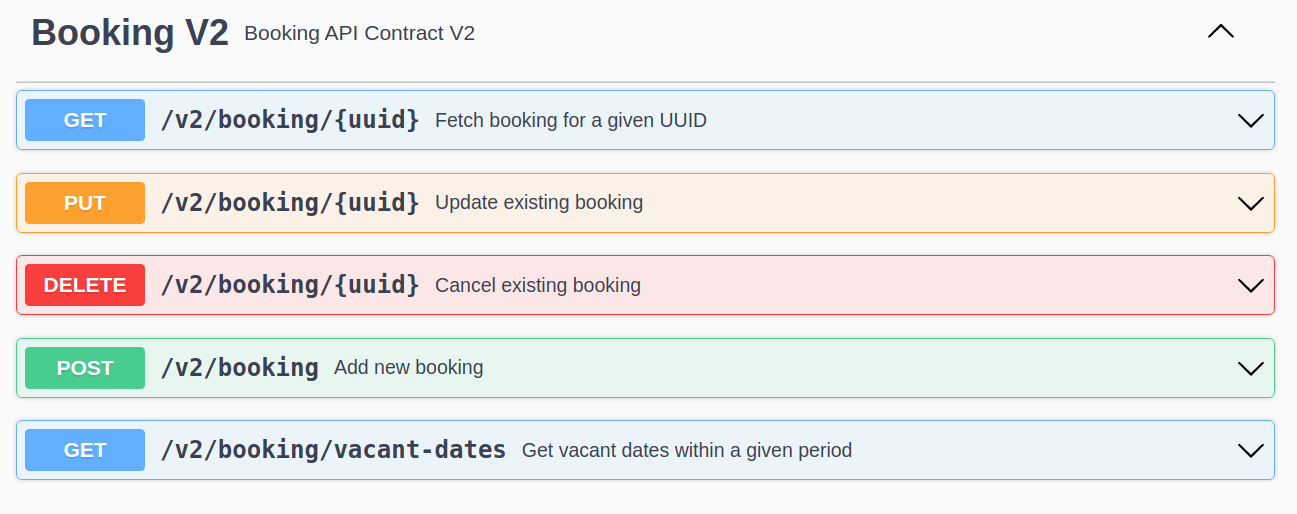 Booking V2 Booking API Contract V2
GET /v2/booking/{uuid} Fetch booking for a given UUID
PUT /v2/booking/{uuid} Update existing booking
DELETE /v2/booking/{uuid} Cancel existing booking
POST /v2/booking Add new booking
GET /v2/booking/vacant-dates Get vacant dates within a given period